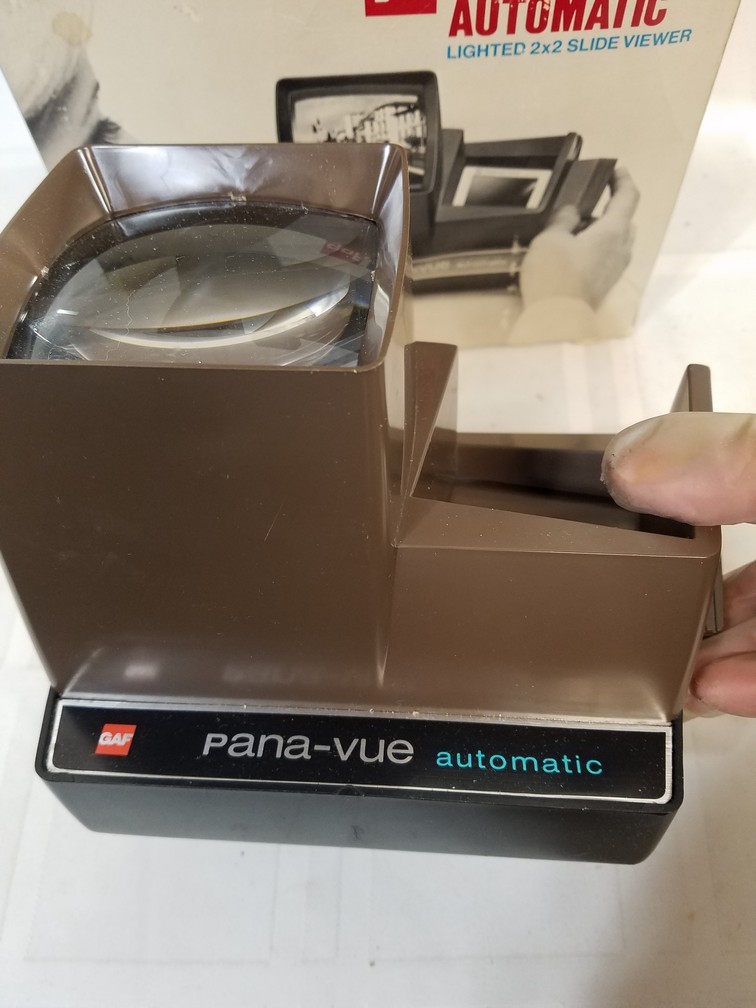 AUTOMATIC
LIGHTED 2x2 SLIDE VIEWER
GAF
Pana-vue automatic